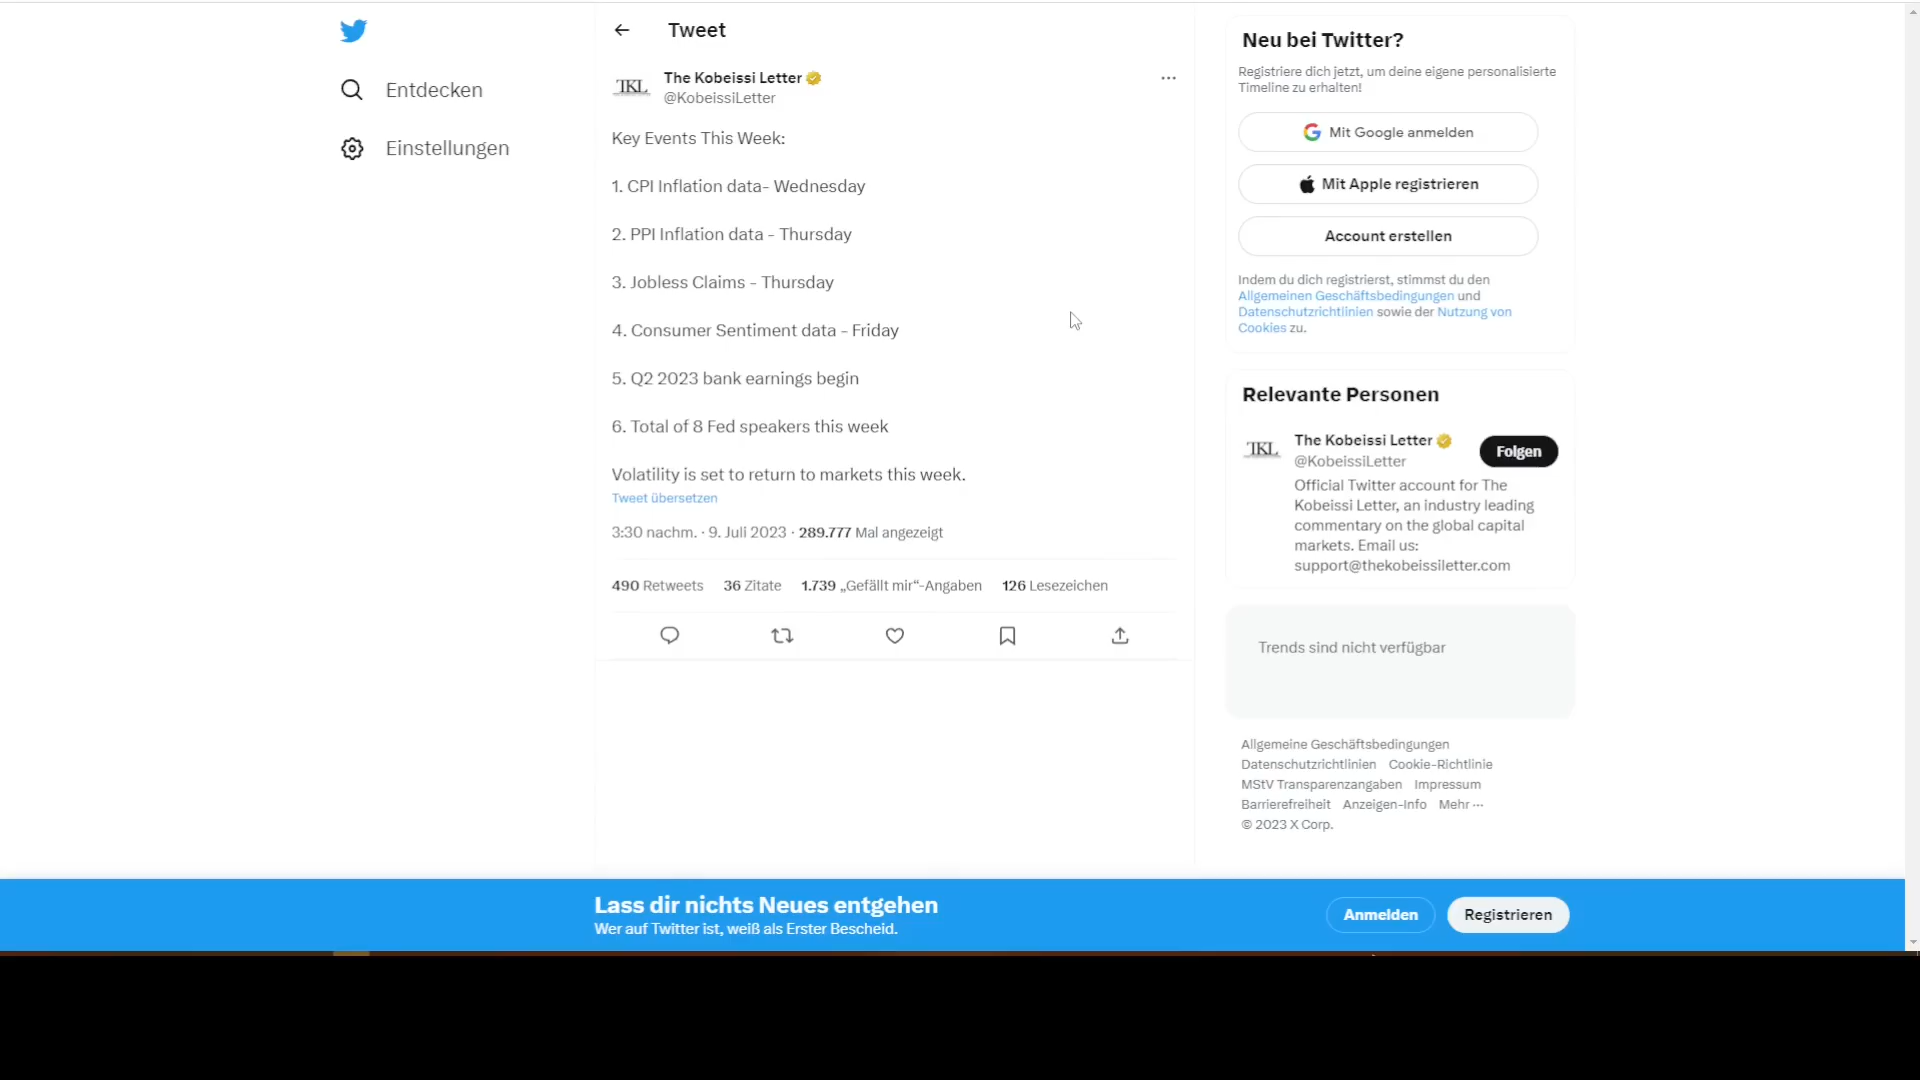 Tweet
Entdecken
Einstellungen
TKL
The Kobeissi Letter
@KobeissiLetter
Key Events This Week:
1. CPI Inflation data- Wednesday
2. PPI Inflation data - Thursday
3. Jobless Claims - Thursday
4. Consumer Sentiment data - Friday
5. Q2 2023 bank earnings begin
6. Total of 8 Fed speakers this week
Volatility is set to return to markets this week.
Tweet übersetzen
3:30 nachm. · 9. Juli 2023 · 289.777 Mal angezeigt
490 Retweets 36 Zitate 1.739 „Gefällt mir“-Angaben 126 Lesezeichen
Neu bei Twitter?
Registriere dich jetzt, um deine eigene personalisierte
Timeline zu erhalten!
Mit Google anmelden
Mit Apple registrieren
Account erstellen
Indem du dich registrierst, stimmst du den
Allgemeinen Geschäftsbedingungen und
Datenschutzrichtlinien sowie der Nutzung von
Cookies zu.
Relevante Personen
TKL
The Kobeissi Letter
@KobeissiLetter
Folgen
Official Twitter account for The
Kobeissi Letter, an industry leading
commentary on the global capital
markets. Email us:
support@thekobeissiletter.com
Trends sind nicht verfügbar
Allgemeine Geschäftsbedingungen
Datenschutzrichtlinien Cookie-Richtlinie
MStV Transparenzangaben Impressum
Barrierefreiheit Anzeigen-Info Mehr ···
© 2023 X Corp.
Lass dir nichts Neues entgehen
Wer auf Twitter ist, weiß als Erster Bescheid.
Anmelden
Registrieren